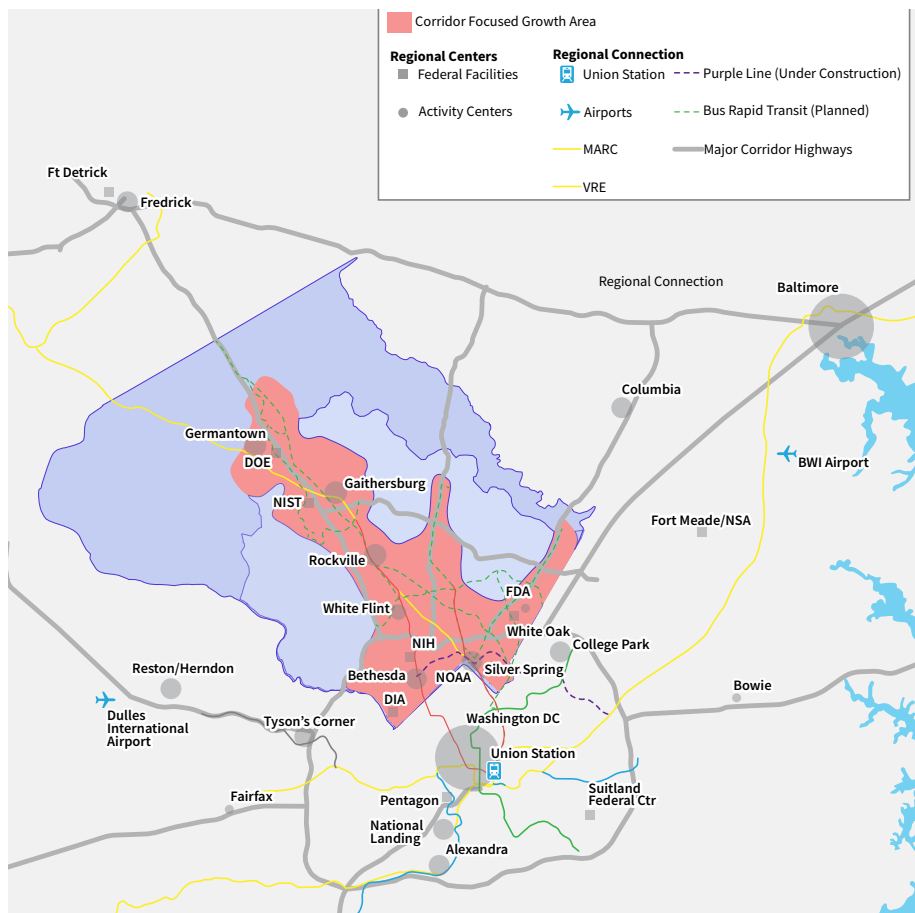 Corridor Focused Growth Area
Regional Centers
Federal Facilities
Activity Centers
Regional Connection
Union Station
Airports
MARC
VRE
Purple Line (Under Construction)
Bus Rapid Transit (Planned)
Major Corridor Highways
Ft Detrick
Fredrick
Regional Connection
Baltimore
Columbia
Germantown
DOE
BWI Airport
Gaithersburg
NIST
Fort Meade/NSA
Rockville
FDA
White Flint
White Oak
NIH
College Park
Reston/Herndon
Bethesda
NOAA
Silver Spring
Bowie
DIA
Dulles
International
Airport
Tyson's Corner
Washington DC
Union Station
Fairfax
Pentagon
Suitland
Federal Ctr
National
Landing
Alexandra